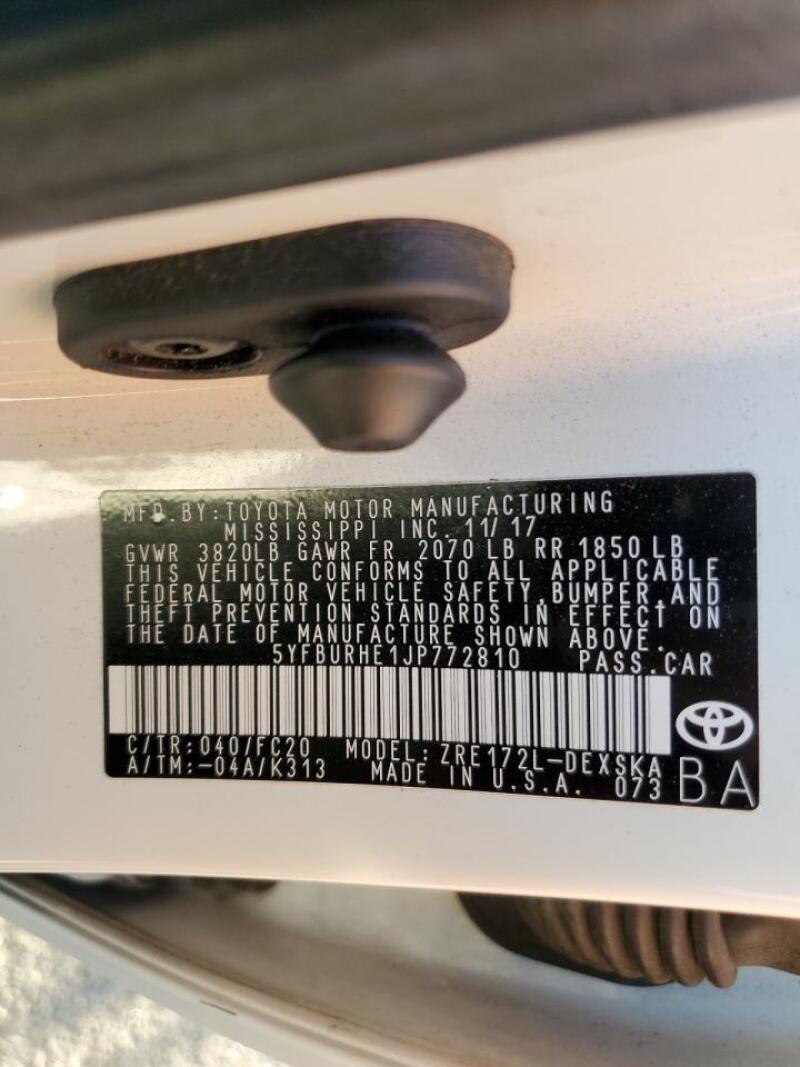 MFD. BY: TOYOTA MOTOR MANUFACTURING
MISSISSIPPI INC. 11/17
GVWR 3820LB GAWR FR 2070 LB RR 1850 LB
THIS VEHICLE CONFORMS TO ALL APPLICABLE
FEDERAL MOTOR VEHICLE SAFETY, BUMPER, AND
THEFT PREVENTION STANDARDS IN EFFECT ON
THE DATE OF MANUFACTURE SHOWN ABOVE.
5YFBURHE1JP772810 PASS.CAR
C/TR: 040/FC20 MODEL: ZRE172L-DEXSKA
A/TM: -04A/K313 MADE IN U.S.A. 073 BA